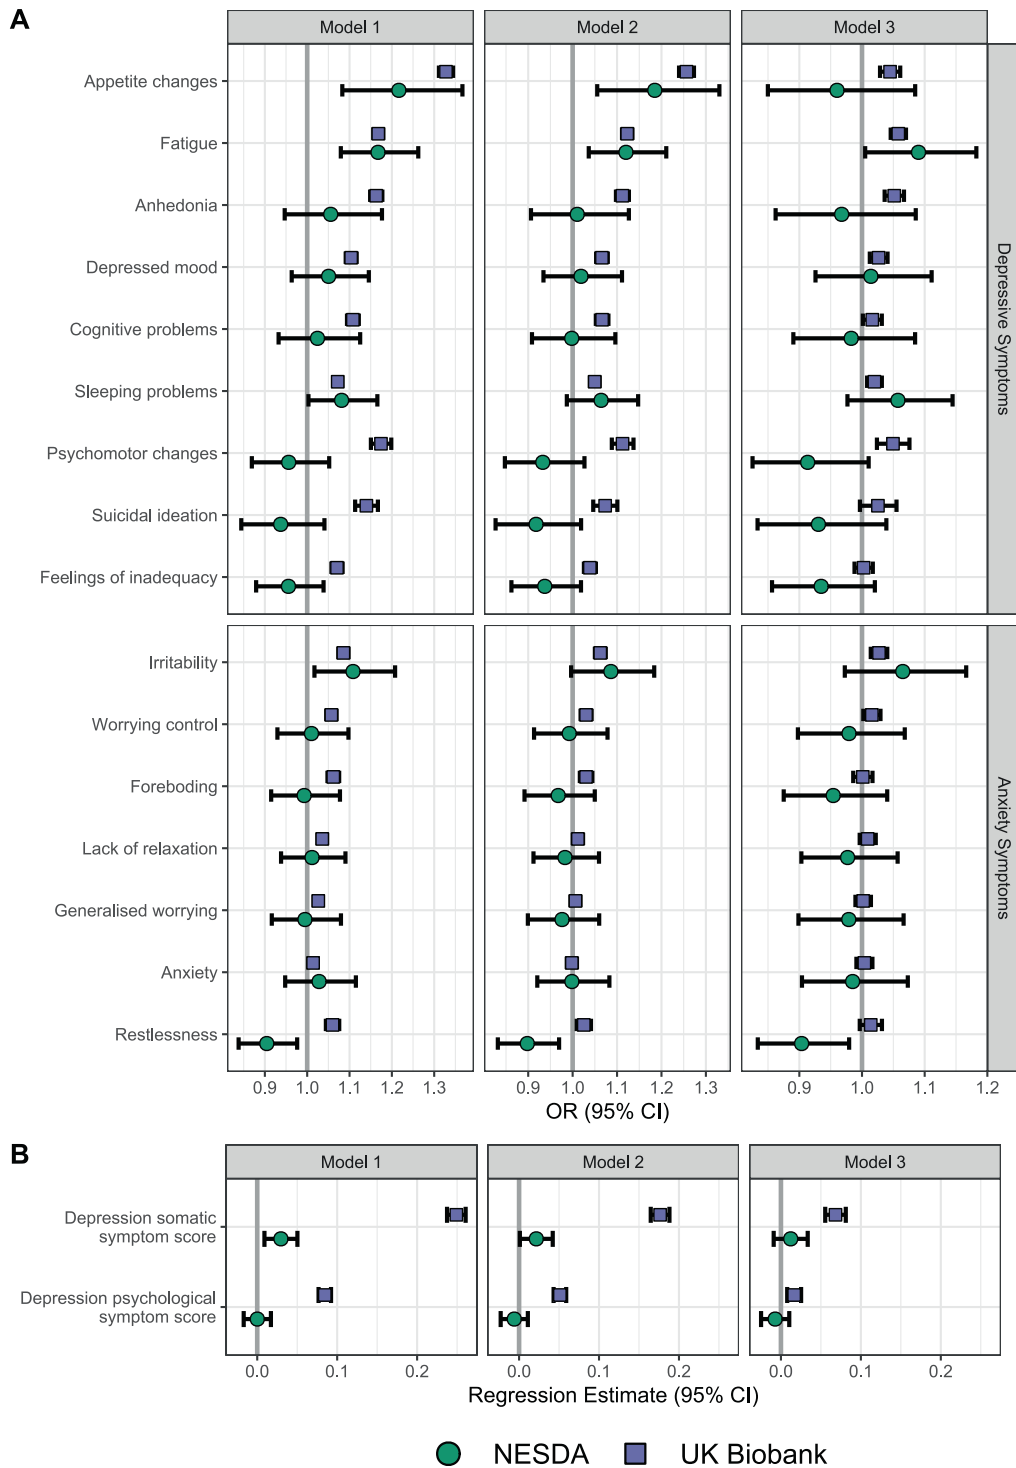 A
Model 1
Model 2
Model 3
Appetite changes
Fatigue
Anhedonia
Depressed mood
Cognitive problems
Sleeping problems
Psychomotor changes
Suicidal ideation
Feelings of inadequacy
Depressive Symptoms
Irritability
Worrying control
Foreboding
Lack of relaxation
Generalised worrying
Anxiety
Restlessness
Anxiety Symptoms
0.9 1.0 1.1 1.2 1.3
0.9 1.0 1.1 1.2 1.3
0.9 1.0 1.1 1.2
OR (95% CI)
B
Model 1
Model 2
Model 3
Depression somatic
symptom score
Depression psychological
symptom score
0.0 0.1 0.2
0.0 0.1 0.2
0.0 0.1 0.2
Regression Estimate (95% CI)
NESDA
UK Biobank